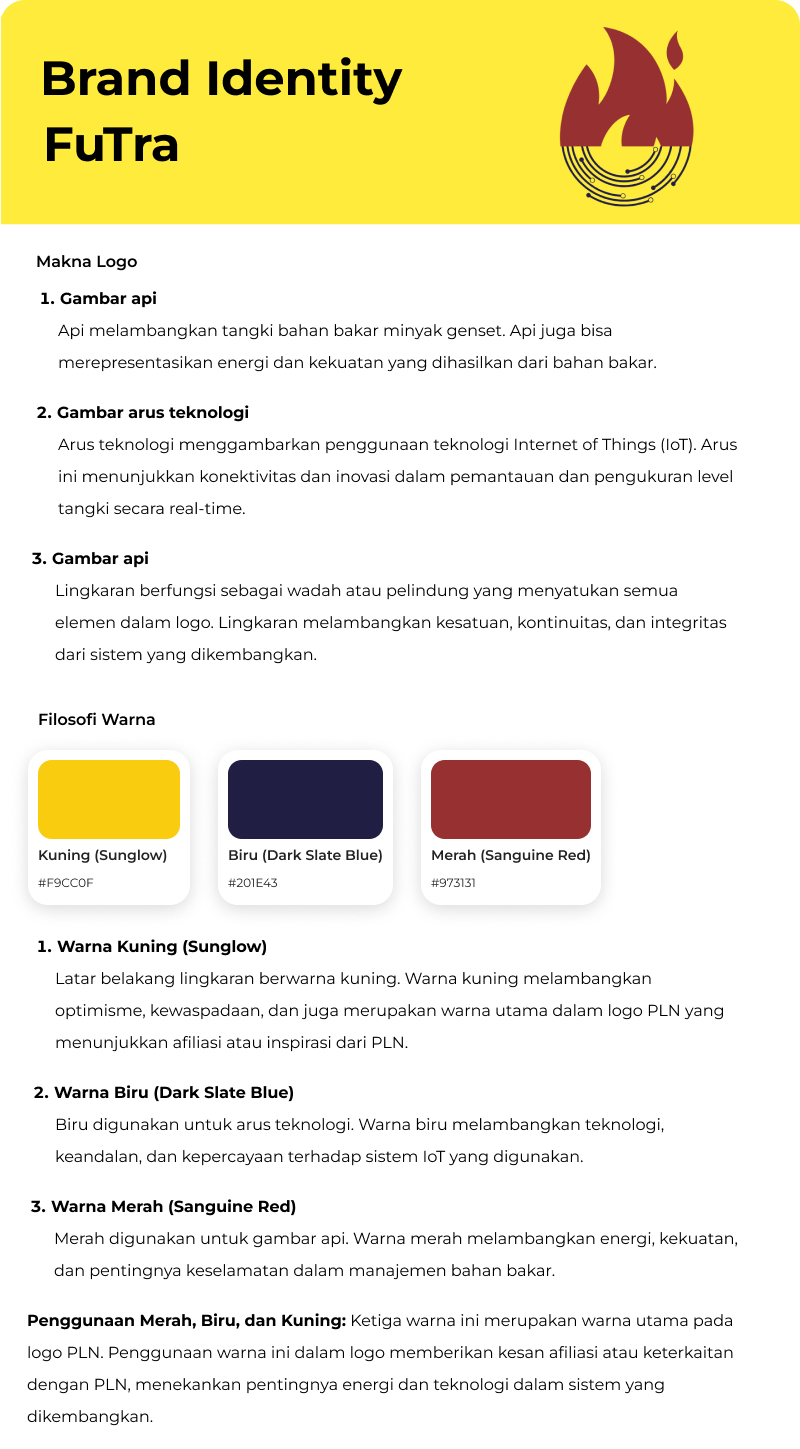 Brand Identity
FuTra
Makna Logo
1. Gambar api
Api melambangkan tangki bahan bakar minyak genset. Api juga bisa
merepresentasikan energi dan kekuatan yang dihasilkan dari bahan bakar.
2. Gambar arus teknologi
Arus teknologi menggambarkan penggunaan teknologi Internet of Things (IoT). Arus
ini menunjukkan konektivitas dan inovasi dalam pemantauan dan pengukuran level
tangki secara real-time.
3. Gambar api
Lingkaran berfungsi sebagai wadah atau pelindung yang menyatukan semua
elemen dalam logo. Lingkaran melambangkan kesatuan, kontinuitas, dan integritas
dari sistem yang dikembangkan.
Filosofi Warna
Kuning (Sunglow)
#F9CC0F
Biru (Dark Slate Blue)
#201E43
Merah (Sanguine Red)
#973131
1. Warna Kuning (Sunglow)
Latar belakang lingkaran berwarna kuning. Warna kuning melambangkan
optimisme, kewaspadaan, dan juga merupakan warna utama dalam logo PLN yang
menunjukkan afiliasi atau inspirasi dari PLN.
2. Warna Biru (Dark Slate Blue)
Biru digunakan untuk arus teknologi. Warna biru melambangkan teknologi,
keandalan, dan kepercayaan terhadap sistem IoT yang digunakan.
3. Warna Merah (Sanguine Red)
Merah digunakan untuk gambar api. Warna merah melambangkan energi, kekuatan,
dan pentingnya keselamatan dalam manajemen bahan bakar.
Penggunaan Merah, Biru, dan Kuning: Ketiga warna ini merupakan warna utama pada
logo PLN. Penggunaan warna ini dalam logo memberikan kesan afiliasi atau keterkaitan
dengan PLN, menekankan pentingnya energi dan teknologi dalam sistem yang
dikembangkan.